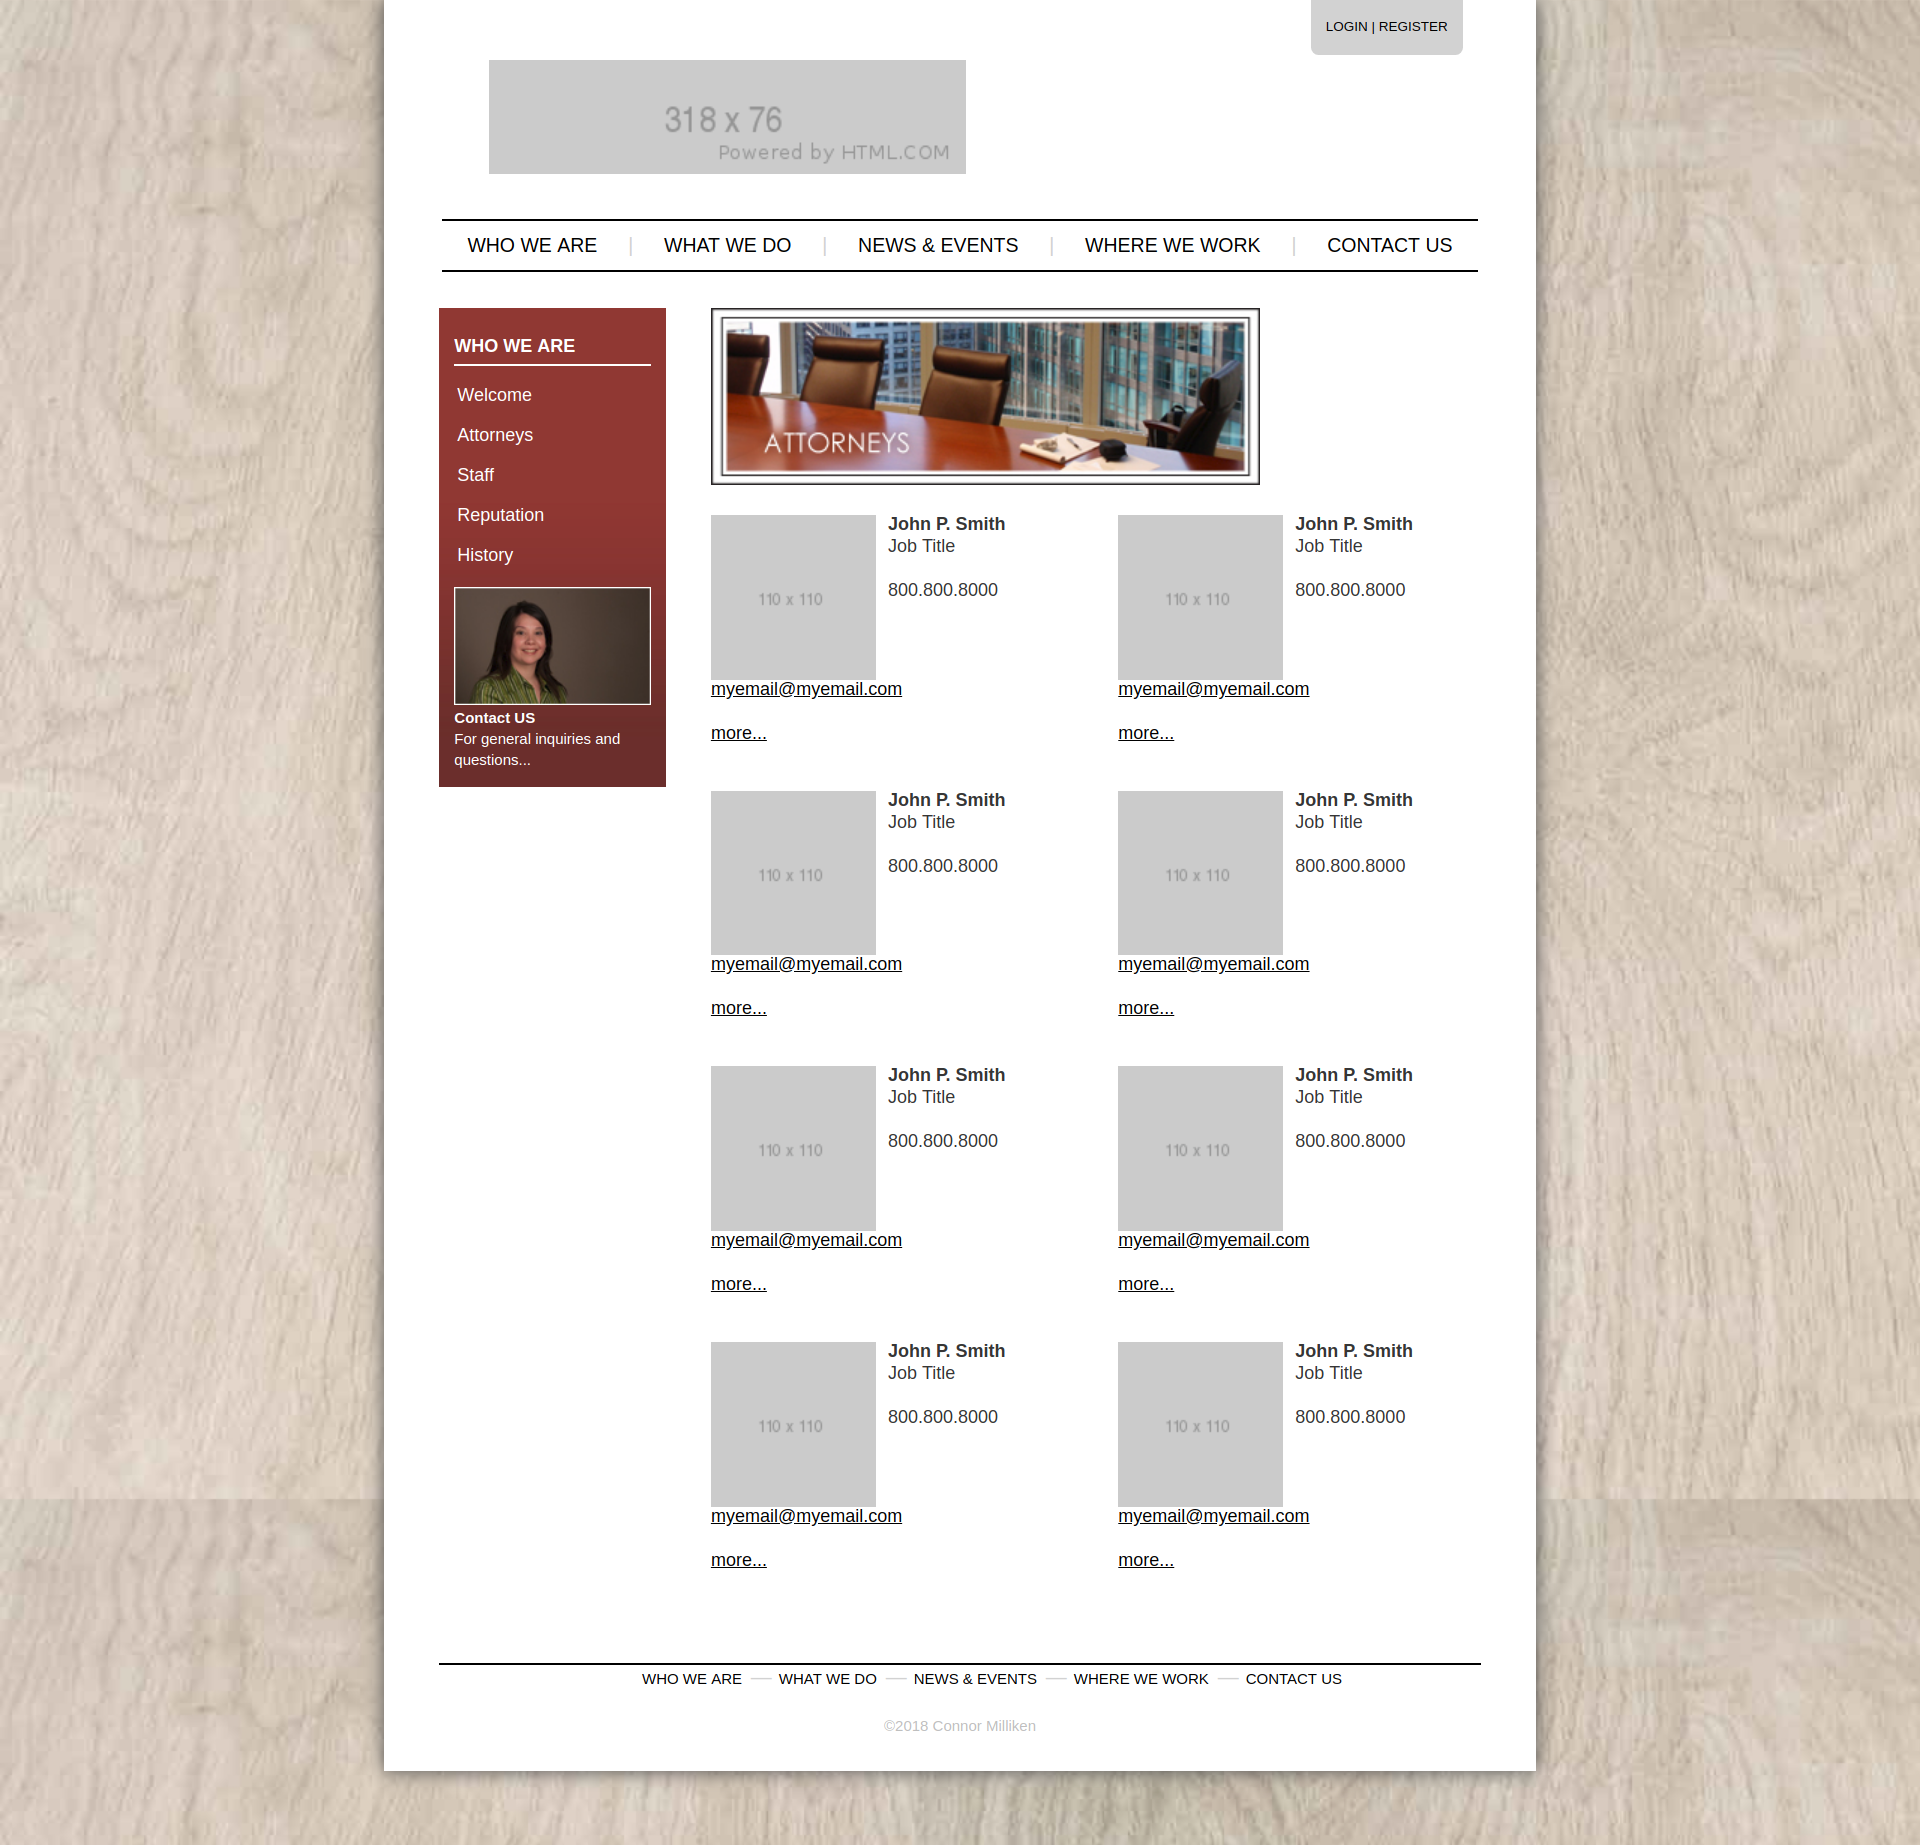 LOGIN | REGISTER
318 x 76
Powered by HTML.COM
WHO WE ARE | WHAT WE DO | NEWS & EVENTS | WHERE WE WORK | CONTACT US
WHO WE ARE
Welcome
Attorneys
Staff
Reputation
History
Contact US
For general inquiries and
questions...
ATTORNEYS
110 x 110
John P. Smith
Job Title
800.800.8000
myemail@myemail.com
more...
110 x 110
John P. Smith
Job Title
800.800.8000
myemail@myemail.com
more...
110 x 110
John P. Smith
Job Title
800.800.8000
myemail@myemail.com
more...
110 x 110
John P. Smith
Job Title
800.800.8000
myemail@myemail.com
more...
110 x 110
John P. Smith
Job Title
800.800.8000
myemail@myemail.com
more...
110 x 110
John P. Smith
Job Title
800.800.8000
myemail@myemail.com
more...
110 x 110
John P. Smith
Job Title
800.800.8000
myemail@myemail.com
more...
110 x 110
John P. Smith
Job Title
800.800.8000
myemail@myemail.com
more...
WHO WE ARE — WHAT WE DO — NEWS & EVENTS — WHERE WE WORK — CONTACT US
©2018 Connor Milliken